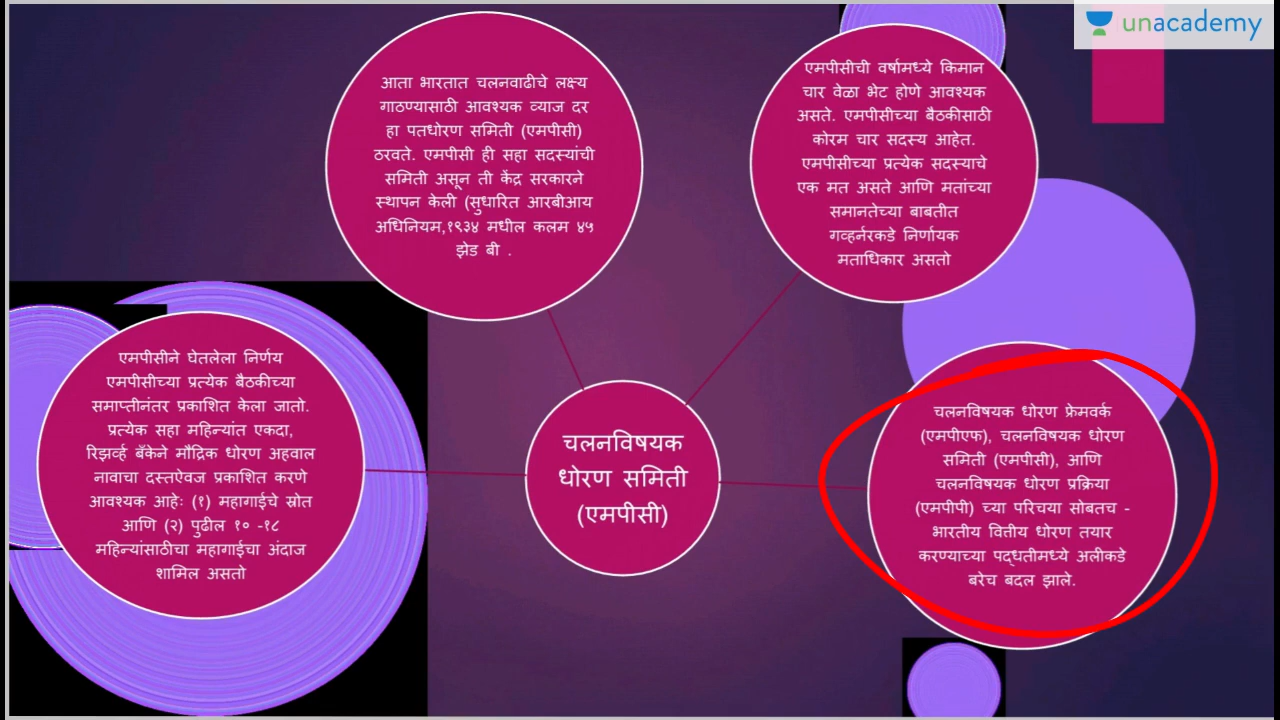 unacademy
आता भारतात चलनवाढीचे लक्ष्य
गाठण्यासाठी आवश्यक व्याज दर
हा पतधोरण समिती (एमपीसी)
ठरवते. एमपीसी ही सहा सदस्यांची
समिती असून ती केंद्र सरकारने
स्थापन केली (सुधारित आरबीआय
अधिनियम,१९३४ मधील कलम ४५
झेड बी .
एमपीसीची वर्षामध्ये किमान
चार वेळा भेट होणे आवश्यक
असते. एमपीसीच्या बैठकीसाठी
कोरम चार सदस्य आहेत.
एमपीसीच्या प्रत्येक सदस्याचे
एक मत असते आणि मतांच्या
समानतेच्या बाबतीत
गव्हर्नरकडे निर्णायक
मताधिकार असतो
एमपीसीने घेतलेला निर्णय
एमपीसीच्या प्रत्येक बैठकीच्या
समाप्तीनंतर प्रकाशित केला जातो.
प्रत्येक सहा महिन्यांत एकदा,
रिझर्व्ह बँकेने मौद्रिक धोरण अहवाल
नावाचा दस्तऐवज प्रकाशित करणे
आवश्यक आहेः (१) महागाईचे स्रोत
आणि (२) पुढील १० -१८
महिन्यांसाठीचा महागाईचा अंदाज
शामिल असतो
चलनविषयक
धोरण समिती
(एमपीसी)
चलनविषयक धोरण फ्रेमवर्क
(एमपीएफ), चलनविषयक धोरण
समिती (एमपीसी), आणि
चलनविषयक धोरण प्रक्रिया
(एमपीपी) च्या परिचया सोबतच -
भारतीय वित्तीय धोरण तयार
करण्याच्या पद्धतीमध्ये अलीकडे
बरेच बदल झाले.